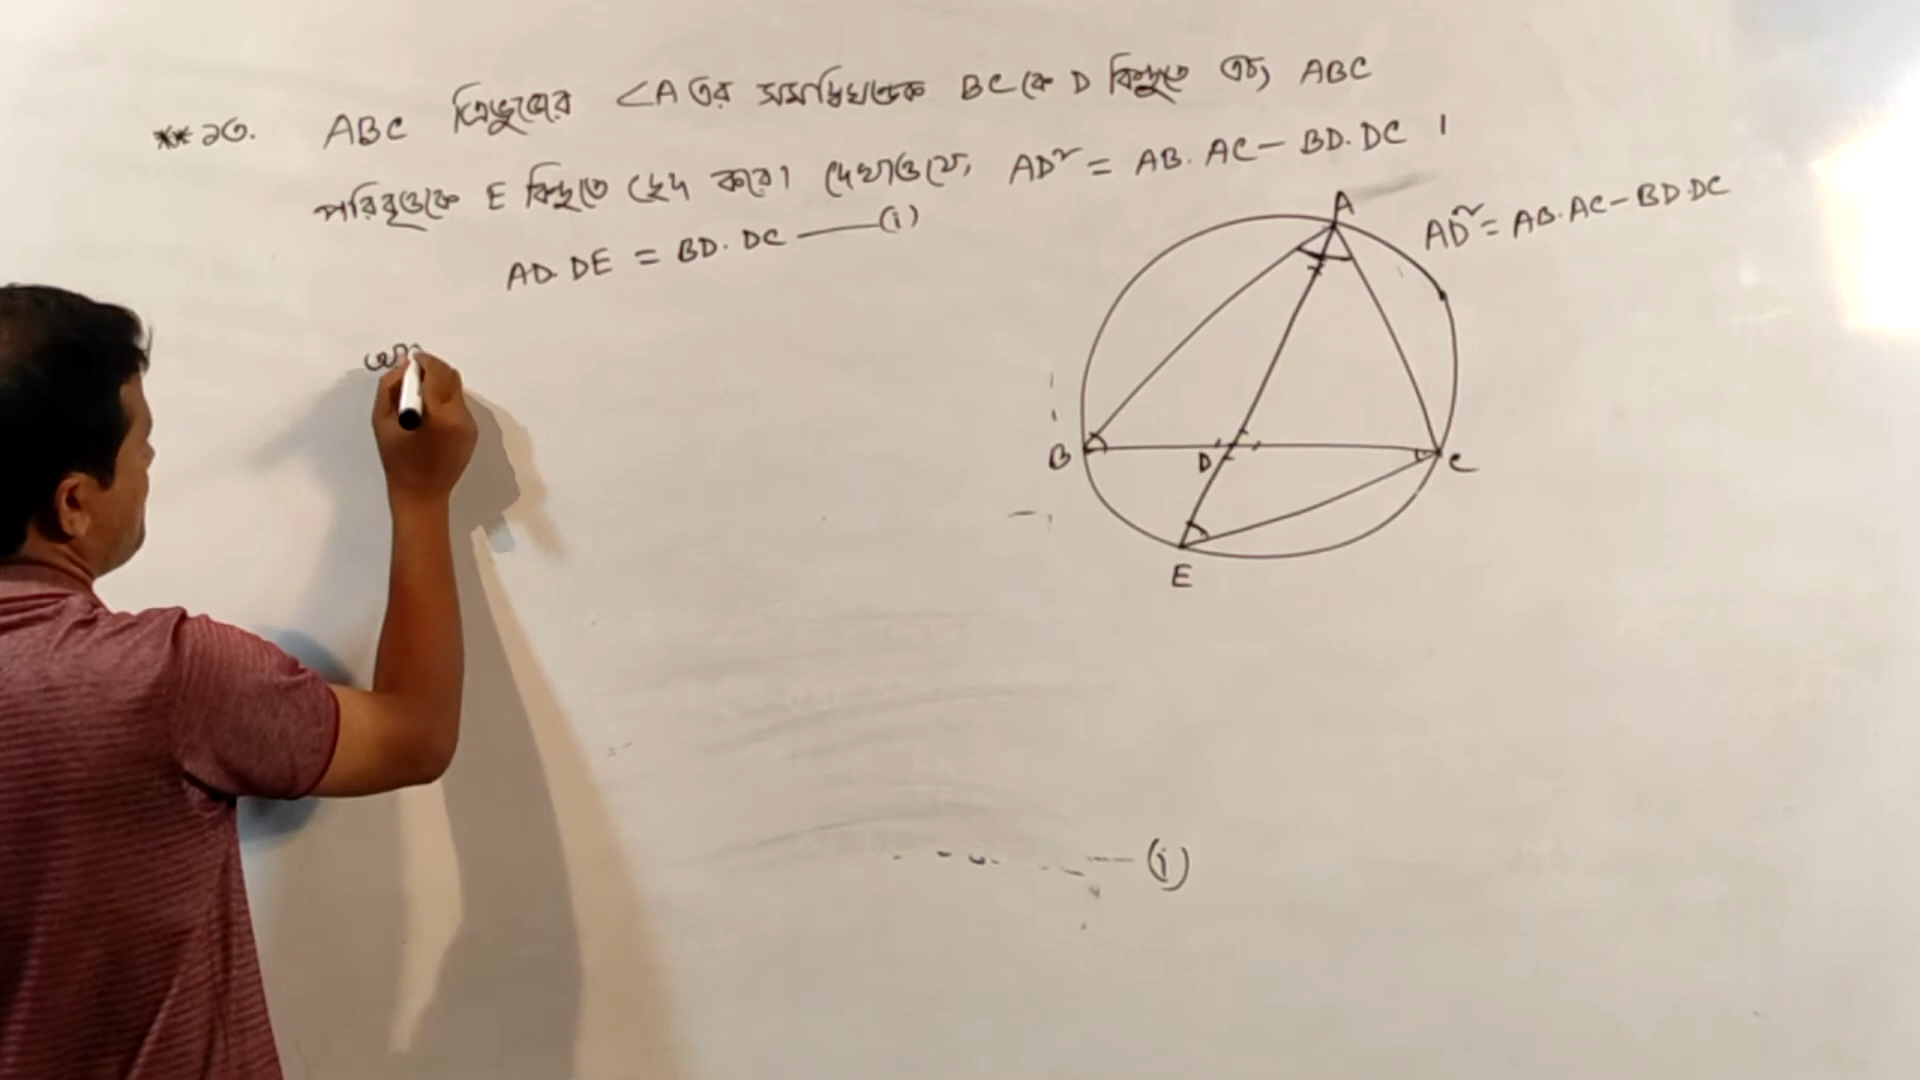 ** ১৩. ABC ত্রিভুজের ∠A এর সমদ্বিখণ্ডক BC কে D বিন্দুতে এবং ABC
পরিবৃত্তকে E বিন্দুতে ছেদ করে। দেখাও যে, AD² = AB. AC - BD. DC ।
AD. DE = BD. DC ——(i)
AD² = AB. AC - BD. DC
A
B
D
C
E
—(i)